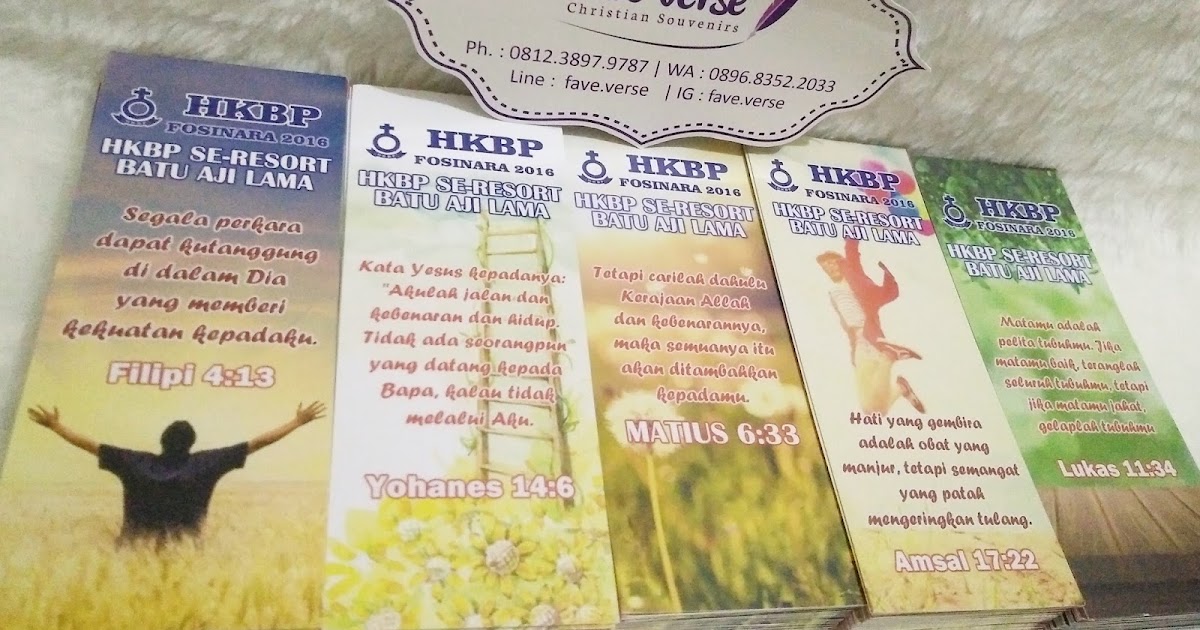 verse
Christian Souvenirs
Ph. : 0812.3897.9787 | WA : 0896.8352.2033
Line : fave.verse | IG : fave.verse
HKBP
FOSINARA 2016
HKBP SE-RESORT
BATU AJI LAMA
Segala perkara
dapat kutanggung
di dalam Dia
yang memberi
kekuatan kepadaku.
Filipi 4:13
HKBP
FOSINARA 2016
HKBP SE-RESORT
BATU AJI LAMA
Kata Yesus kepadanya:
"Akulah jalan dan
kebenaran dan hidup.
Tidak ada seorangpun
yang datang kepada
Bapa, kalau tidak
melalui Aku.
Yohanes 14:6
HKBP
FOSINARA 2016
HKBP SE-RESORT
BATU AJI LAMA
Tetapi carilah dahulu
Kerajaan Allah
dan kebenarannya,
maka semuanya itu
akan ditambahkan
kepadamu.
MATIUS 6:33
HKBP
FOSINARA 2016
HKBP SE-RESORT
BATU AJI LAMA
Hati yang gembira
adalah obat yang
manjur, tetapi semangat
yang patah
mengeringkan tulang.
Amsal 17:22
HKBP
FOSINARA 2016
HKBP SE-RESORT
BATU AJI LAMA
Matamu adalah
pelita tubuhmu. Jika
matamu baik, teranglah
seluruh tubuhmu, tetapi
jika matamu jahat,
gelaplah tubuhmu
Lukas 11:34